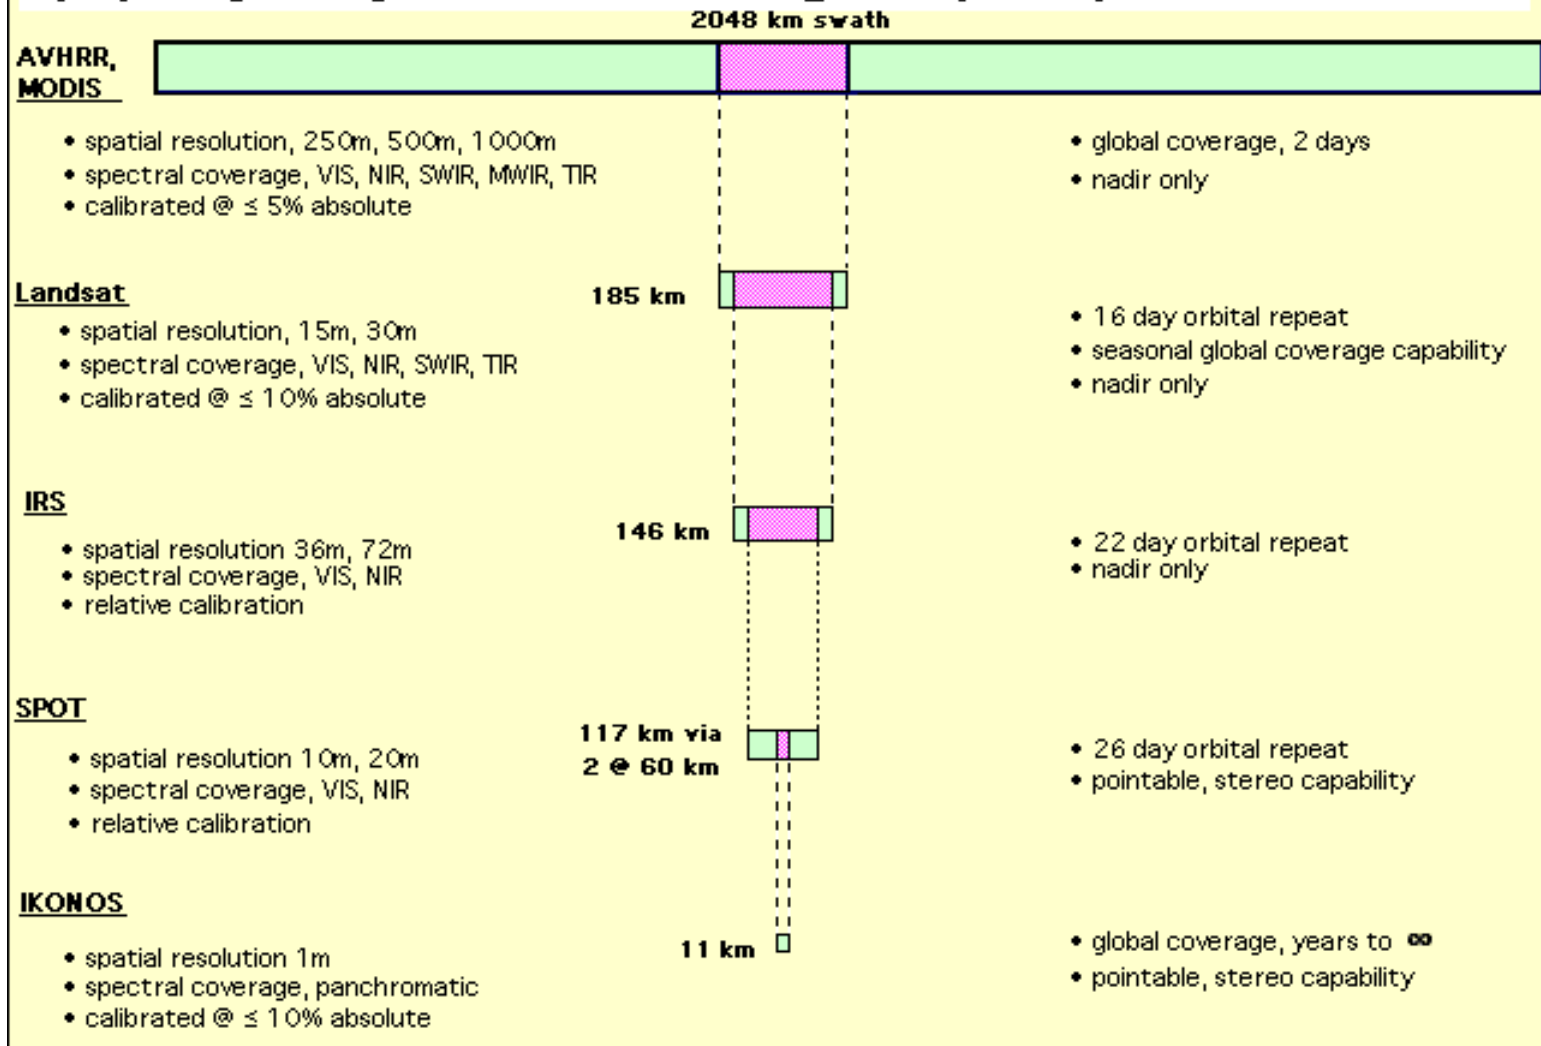 2048 km swath
AVHRR,
MODIS
• spatial resolution, 250m, 500m, 1000m
• spectral coverage, VIS, NIR, SWIR, MWIR, TIR
• calibrated @ ≤ 5% absolute
• global coverage, 2 days
• nadir only
Landsat
185 km
• spatial resolution, 15m, 30m
• spectral coverage, VIS, NIR, SWIR, TIR
• calibrated @ ≤ 10% absolute
• 16 day orbital repeat
• seasonal global coverage capability
• nadir only
IRS
146 km
• spatial resolution 36m, 72m
• spectral coverage, VIS, NIR
• relative calibration
• 22 day orbital repeat
• nadir only
SPOT
117 km via
2 @ 60 km
• spatial resolution 10m, 20m
• spectral coverage, VIS, NIR
• relative calibration
• 26 day orbital repeat
• pointable, stereo capability
IKONOS
11 km
• spatial resolution 1m
• spectral coverage, panchromatic
• calibrated @ ≤ 10% absolute
• global coverage, years to ∞
• pointable, stereo capability